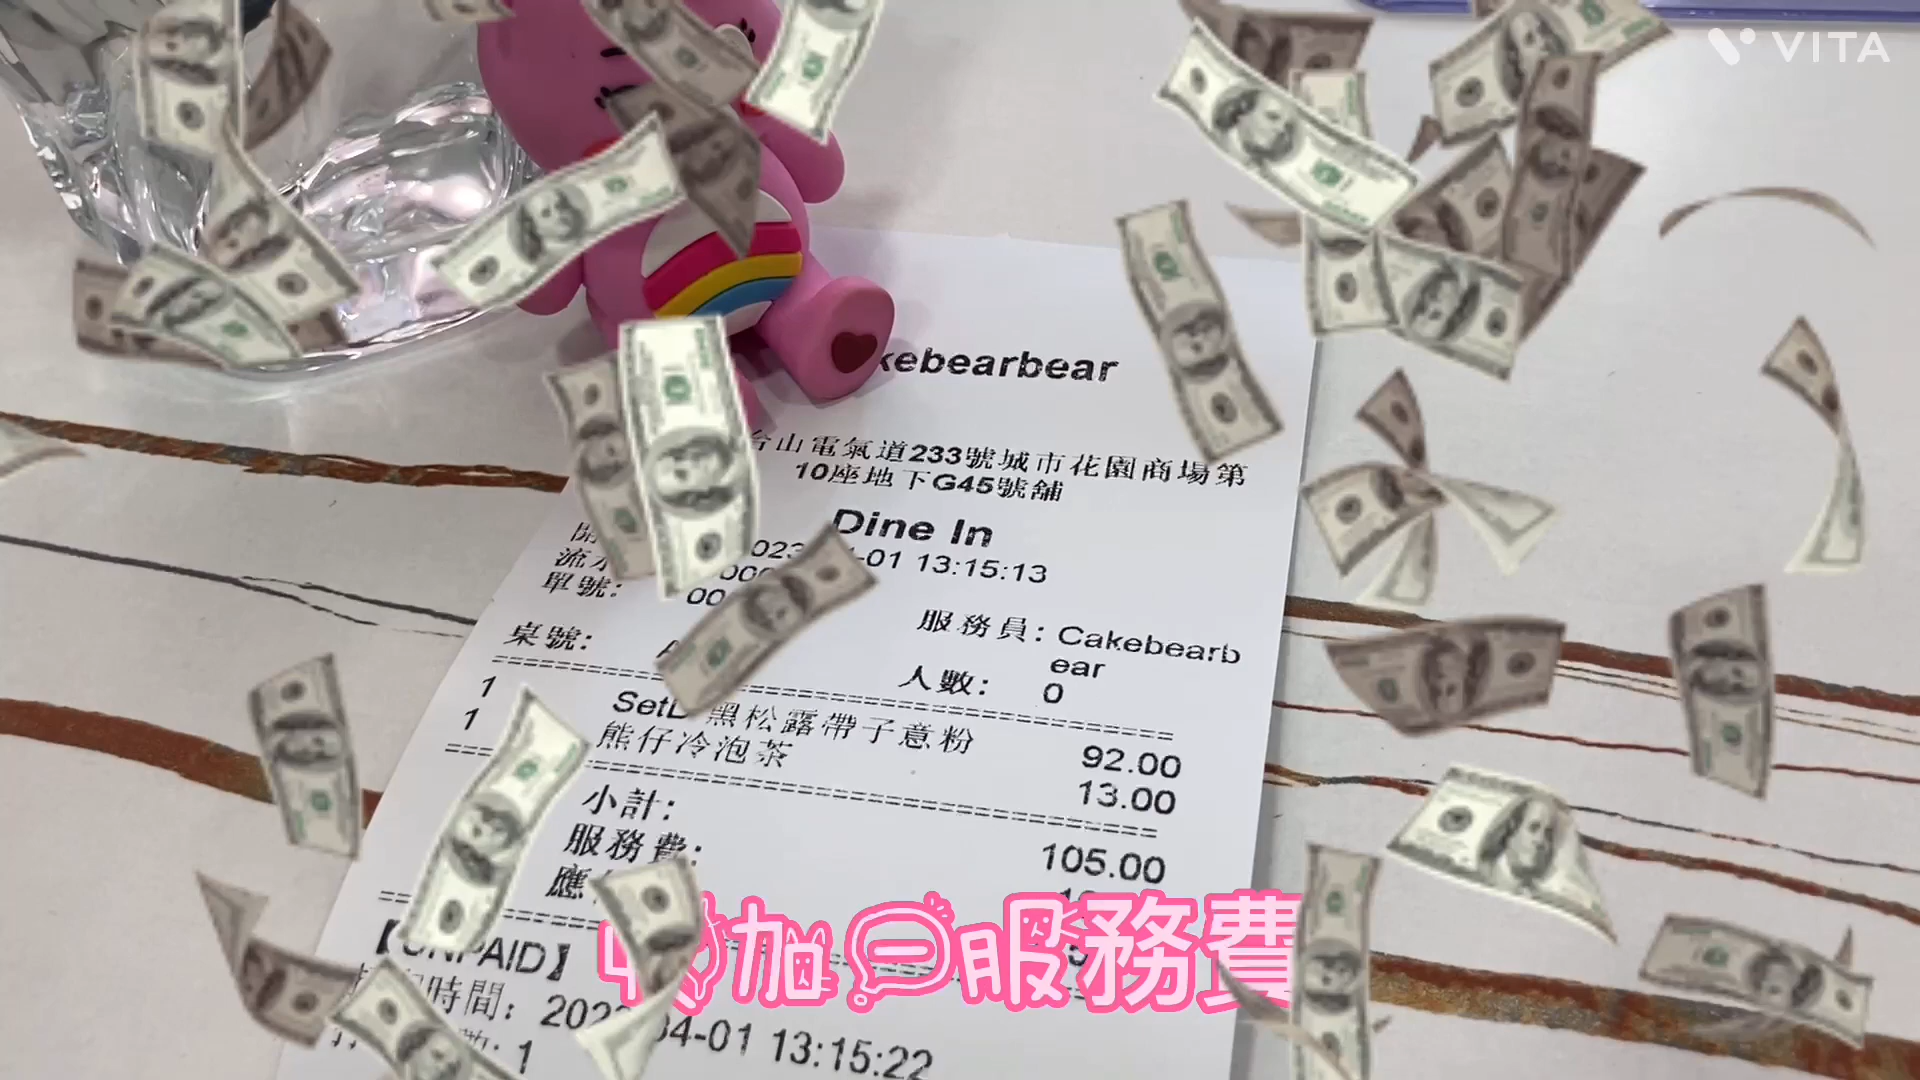 VITA
kebearbear
台山電氣道233號城市花園商場第
10座地下G45號舖
Dine In
-01 13:15:13
單號: 00
服務員: Cakebearb
ear
桌號:
人數: 0
1 Set 黑松露帶子意粉 92.00
1 熊仔冷泡茶 13.00
小計: 105.00
服務費:
【UNPAID】
加一服務費
時間: 202 4-01 13:15:22
1